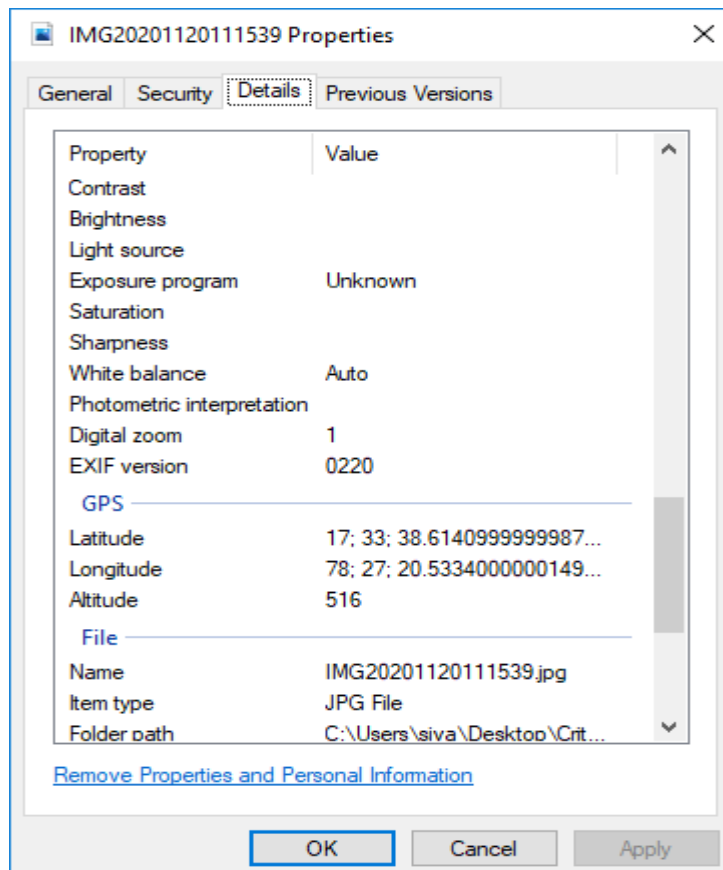 IMG20201120111539 Properties
General Security Details Previous Versions
Property Value
Contrast
Brightness
Light source
Exposure program Unknown
Saturation
Sharpness
White balance Auto
Photometric interpretation
Digital zoom 1
EXIF version 0220
GPS
Latitude 17; 33; 38.6140999999987...
Longitude 78; 27; 20.5334000000149...
Altitude 516
File
Name IMG20201120111539.jpg
Item type JPG File
Folder path C:\Users\siva\Desktop\Crit...
Remove Properties and Personal Information
OK Cancel Apply